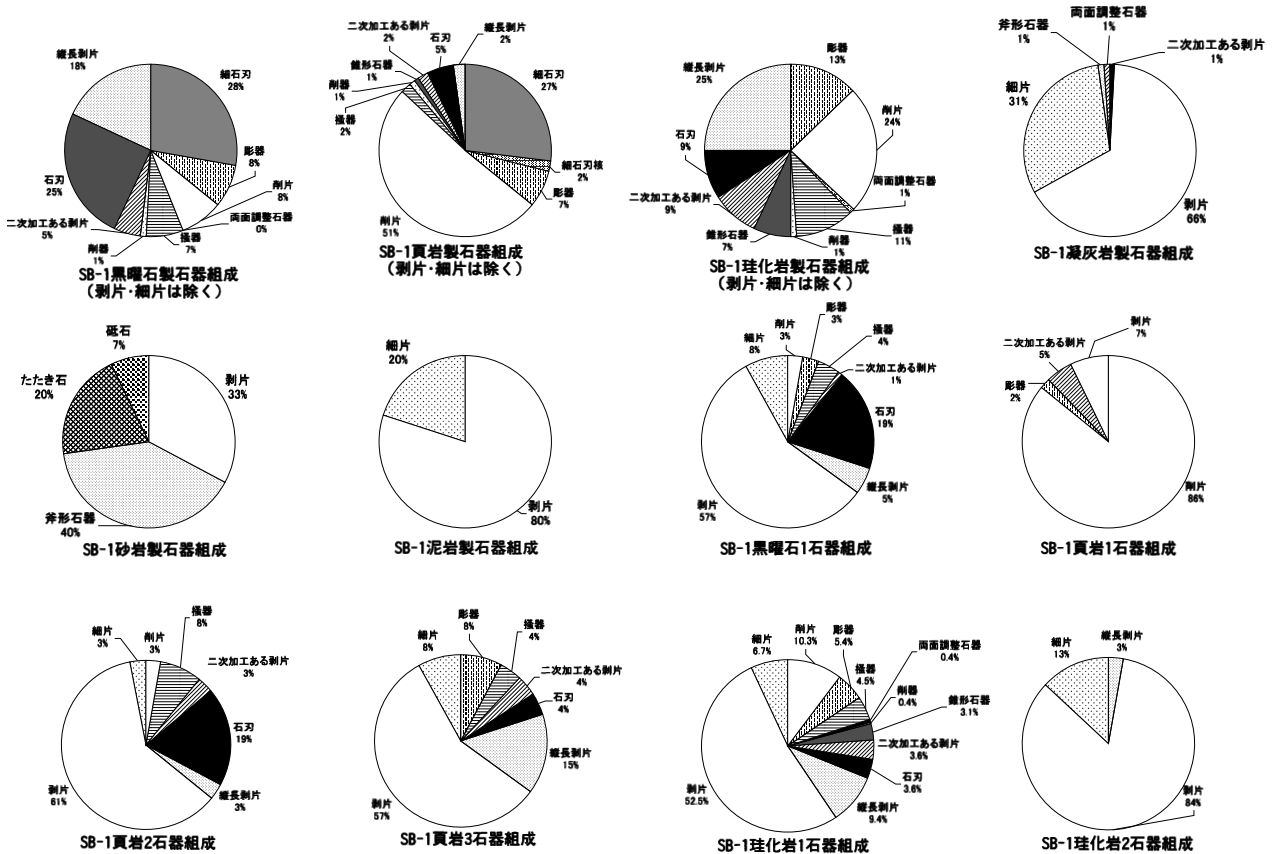 縦長剥片
18%
細石刃
28%
彫器
8%
削片
8%
両面調整石器
0%
掻器
7%
削器
1%
二次加工ある剥片
5%
石刃
25%
SB-1黒曜石製石器組成
(剥片・細片は除く)
二次加工ある剥片
2%
石刃
5%
縦長剥片
2%
錐形石器
1%
削器
1%
掻器
2%
細石刃
27%
細石刃核
2%
彫器
7%
削片
51%
SB-1頁岩製石器組成
(剥片・細片は除く)
縦長剥片
25%
彫器
13%
削片
24%
両面調整石器
1%
掻器
11%
削器
1%
錐形石器
7%
二次加工ある剥片
9%
石刃
9%
SB-1珪化岩製石器組成
(剥片・細片は除く)
斧形石器
1%
両面調整石器
1%
二次加工ある剥片
1%
細片
31%
剥片
66%
SB-1凝灰岩製石器組成
砥石
7%
たたき石
20%
剥片
33%
斧形石器
40%
SB-1砂岩製石器組成
細片
20%
剥片
80%
SB-1泥岩製石器組成
細片
8%
削片
3%
彫器
3%
掻器
4%
二次加工ある剥片
1%
石刃
19%
縦長剥片
5%
剥片
57%
SB-1黒曜石1石器組成
剥片
7%
二次加工ある剥片
5%
彫器
2%
削片
86%
SB-1頁岩1石器組成
細片
3%
削片
3%
掻器
8%
二次加工ある剥片
3%
石刃
19%
縦長剥片
3%
剥片
61%
SB-1頁岩2石器組成
細片
8%
彫器
8%
掻器
4%
二次加工ある剥片
4%
石刃
4%
縦長剥片
15%
剥片
57%
SB-1頁岩3石器組成
細片
6.7%
削片
10.3%
彫器
5.4%
掻器
4.5%
両面調整石器
0.4%
削器
0.4%
錐形石器
3.1%
二次加工ある剥片
3.6%
石刃
3.6%
縦長剥片
9.4%
剥片
52.5%
SB-1珪化岩1石器組成
細片
13%
縦長剥片
3%
剥片
84%
SB-1珪化岩2石器組成